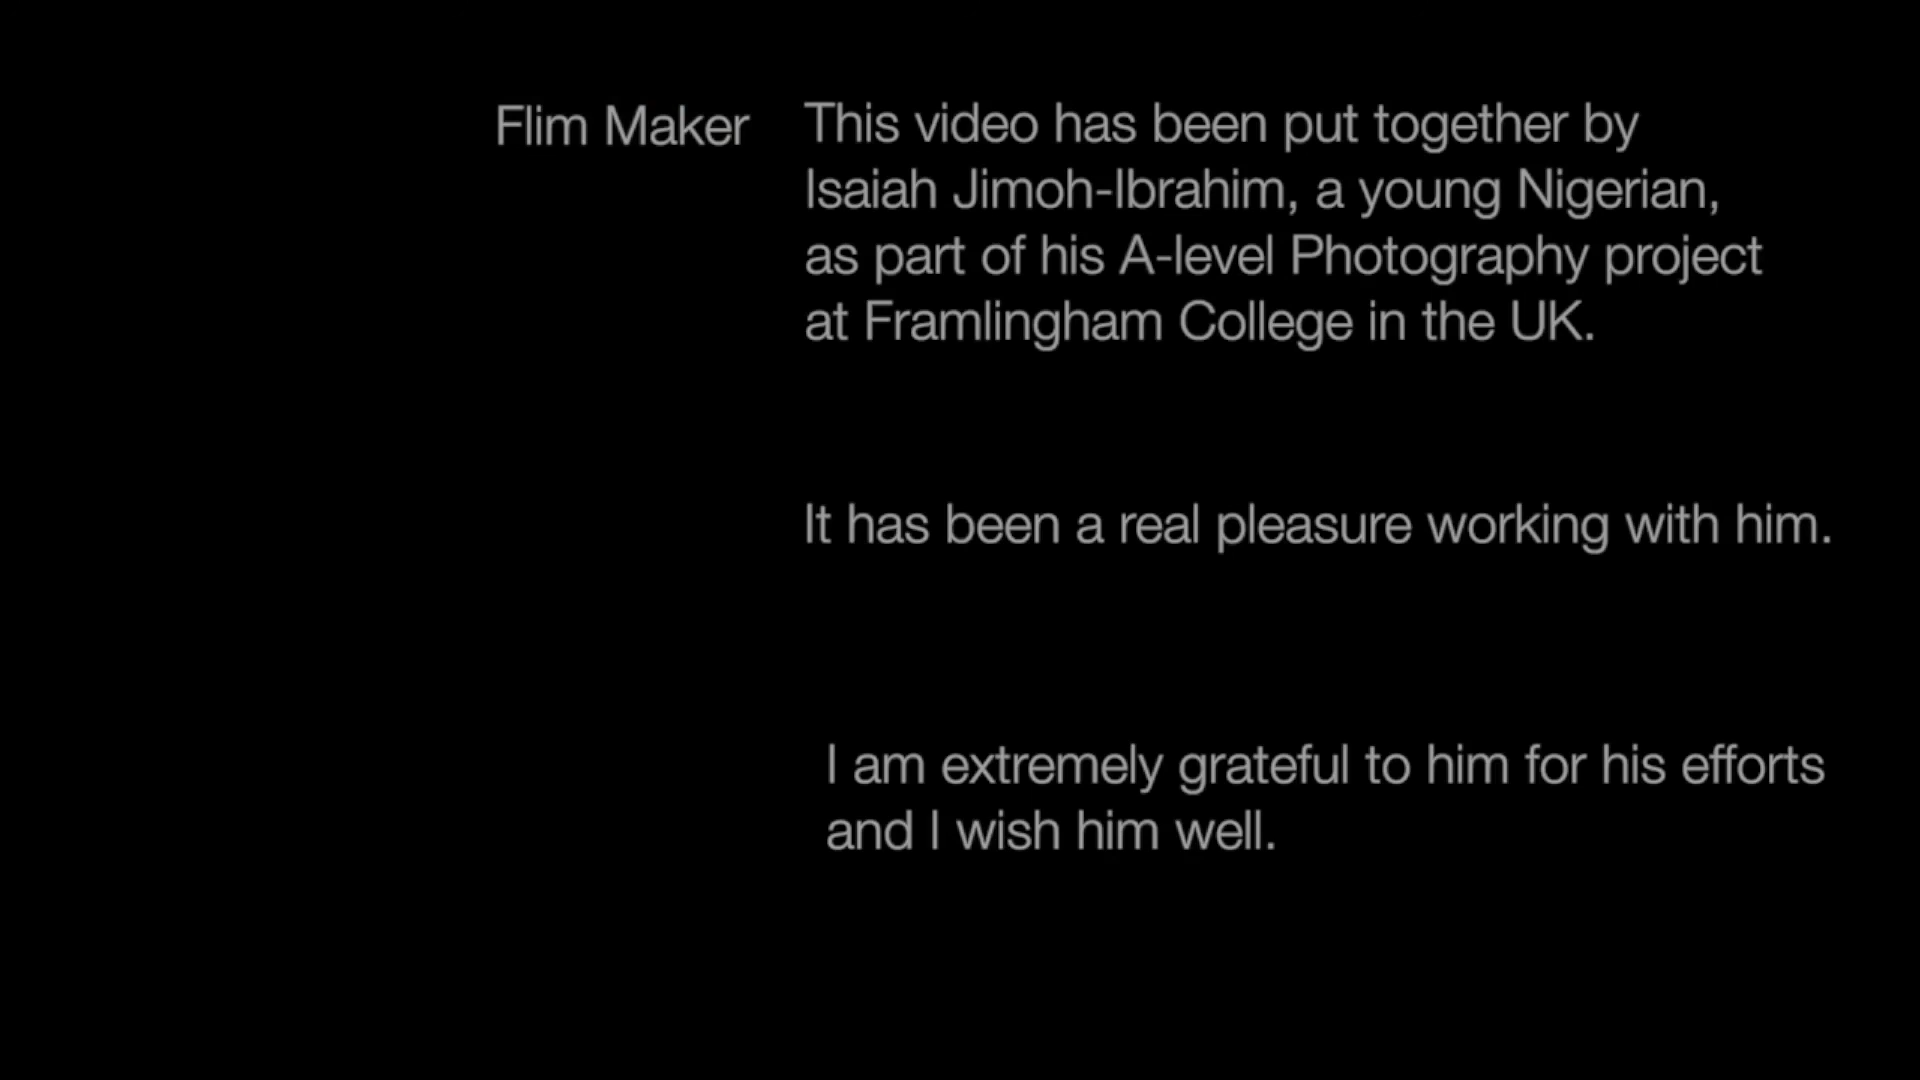 Flim Maker
This video has been put together by
Isaiah Jimoh-Ibrahim, a young Nigerian,
as part of his A-level Photography project
at Framlingham College in the UK.
It has been a real pleasure working with him.
I am extremely grateful to him for his efforts
and I wish him well.